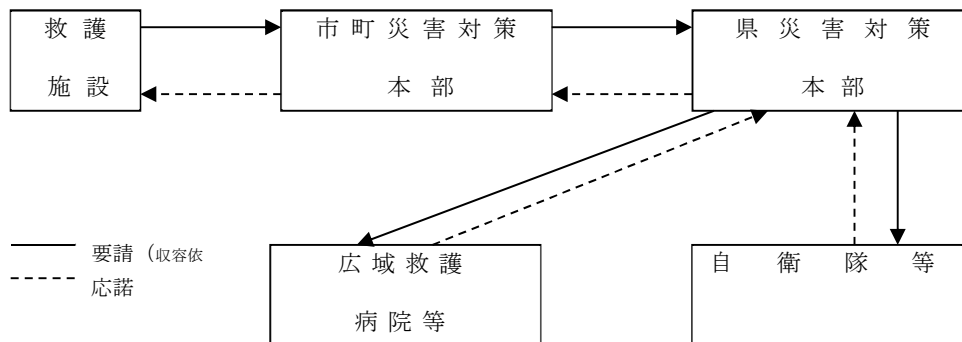 救護
施設
市町災害対策
本部
県災害対策
本部
要請（収容依
応諾
広域救護
病院等
自衛隊等